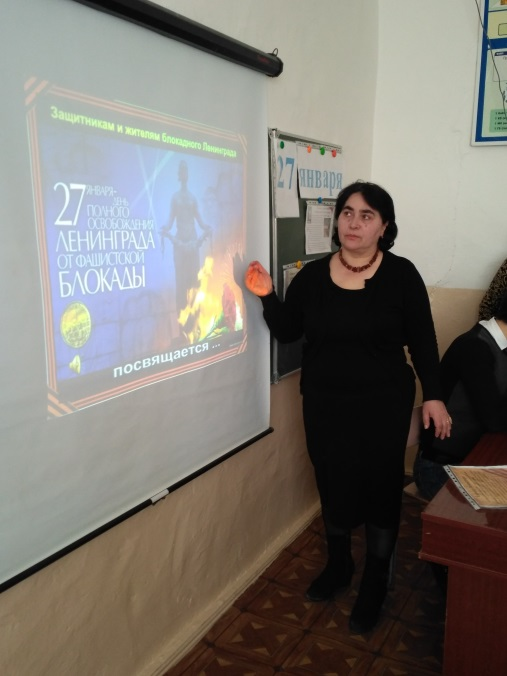 Защитникам и жителям блокадного Ленинграда
27 ЯНВАРЯ-
ДЕНЬ
ПОЛНОГО
ОСВОБОЖДЕНИЯ
ЛЕНИНГРАДА
ОТ ФАШИСТСКОЙ
БЛОКАДЫ
посвящается ...
27 января